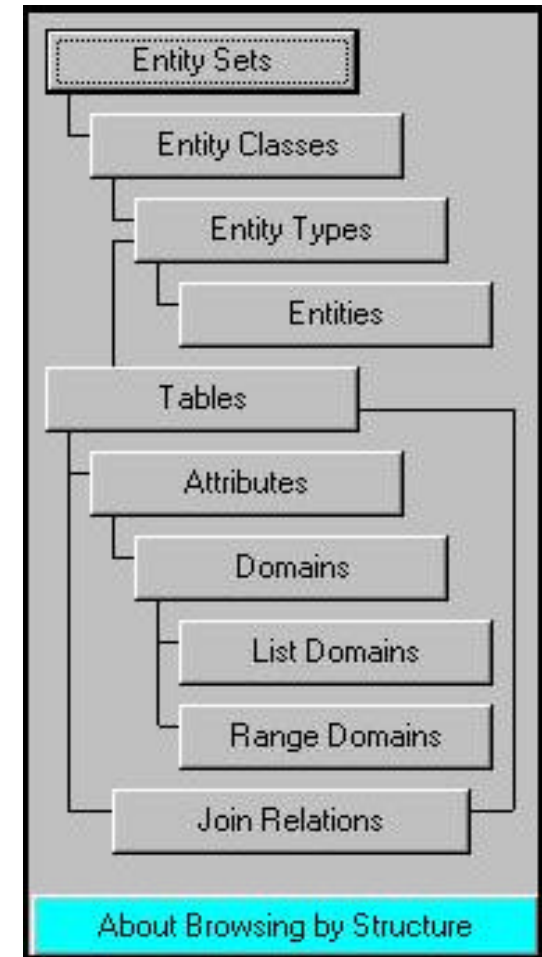 Entity Sets
Entity Classes
Entity Types
Entities
Tables
Attributes
Domains
List Domains
Range Domains
Join Relations
About Browsing by Structure